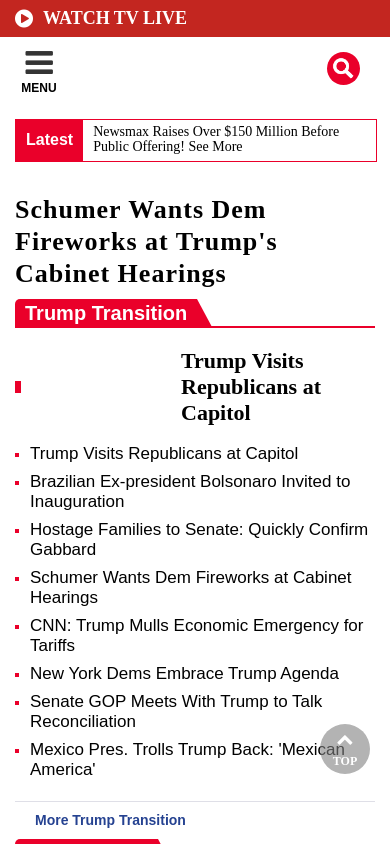 WATCH TV LIVE
MENU
Latest
Newsmax Raises Over $150 Million Before
Public Offering! See More
Schumer Wants Dem
Fireworks at Trump's
Cabinet Hearings
Trump Transition
Trump Visits
Republicans at
Capitol
Trump Visits Republicans at Capitol
Brazilian Ex-president Bolsonaro Invited to
Inauguration
Hostage Families to Senate: Quickly Confirm
Gabbard
Schumer Wants Dem Fireworks at Cabinet
Hearings
CNN: Trump Mulls Economic Emergency for
Tariffs
New York Dems Embrace Trump Agenda
Senate GOP Meets With Trump to Talk
Reconciliation
Mexico Pres. Trolls Trump Back: 'Mexican
America'
TOP
More Trump Transition